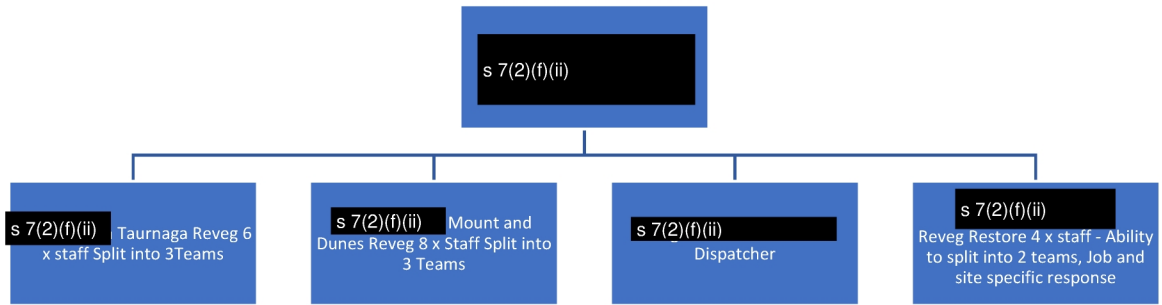 s 7(2)(f)(ii)
s 7(2)(f)(ii) Taurnaga Reveg 6
x staff Split into 3Teams
s 7(2)(f)(ii) Mount and
Dunes Reveg 8 x Staff Split into
3 Teams
s 7(2)(f)(ii)
Dispatcher
s 7(2)(f)(ii)
Reveg Restore 4 x staff - Ability
to split into 2 teams, Job and
site specific response